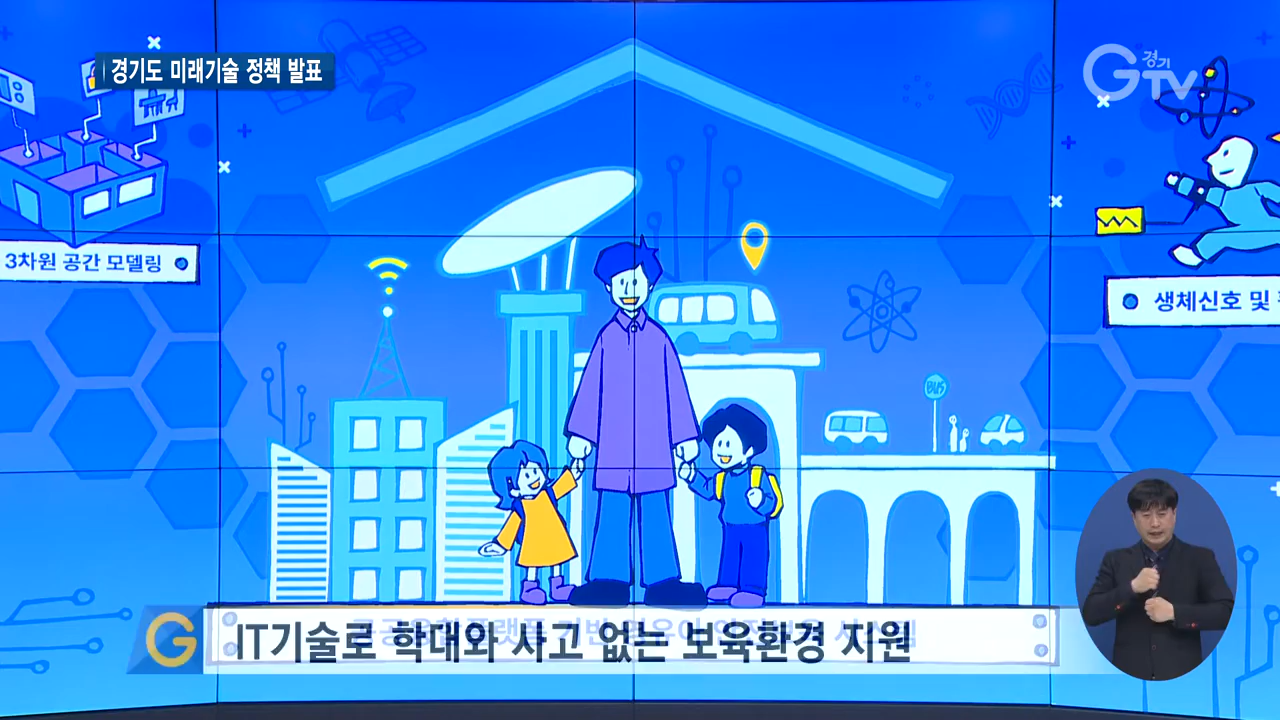 경기도 미래기술 정책 발표
경기
GTV
3차원 공간 모델링
생체신호 및
BUS
G
IT기술로 학대와 사고 없는 보육환경 지원